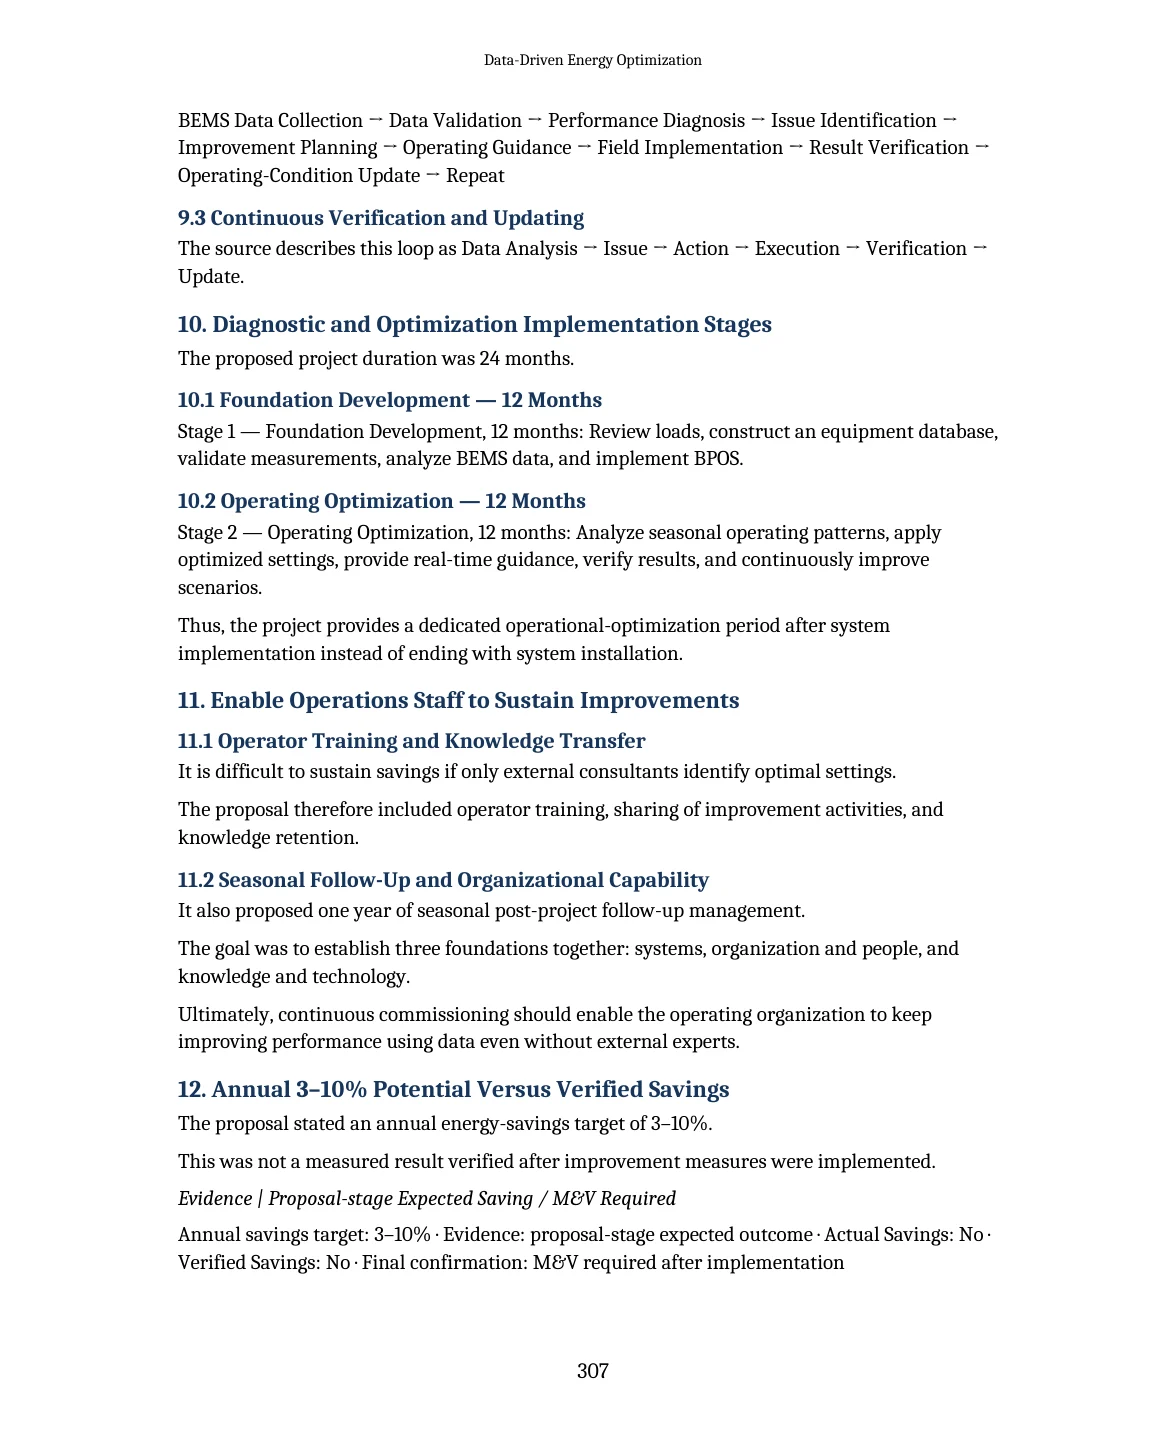 Data-Driven Energy Optimization
BEMS Data Collection → Data Validation → Performance Diagnosis → Issue Identification →
Improvement Planning → Operating Guidance → Field Implementation → Result Verification →
Operating-Condition Update → Repeat
9.3 Continuous Verification and Updating
The source describes this loop as Data Analysis → Issue → Action → Execution → Verification →
Update.
10. Diagnostic and Optimization Implementation Stages
The proposed project duration was 24 months.
10.1 Foundation Development — 12 Months
Stage 1 — Foundation Development, 12 months: Review loads, construct an equipment database,
validate measurements, analyze BEMS data, and implement BPOS.
10.2 Operating Optimization — 12 Months
Stage 2 — Operating Optimization, 12 months: Analyze seasonal operating patterns, apply
optimized settings, provide real-time guidance, verify results, and continuously improve
scenarios.
Thus, the project provides a dedicated operational-optimization period after system
implementation instead of ending with system installation.
11. Enable Operations Staff to Sustain Improvements
11.1 Operator Training and Knowledge Transfer
It is difficult to sustain savings if only external consultants identify optimal settings.
The proposal therefore included operator training, sharing of improvement activities, and
knowledge retention.
11.2 Seasonal Follow-Up and Organizational Capability
It also proposed one year of seasonal post-project follow-up management.
The goal was to establish three foundations together: systems, organization and people, and
knowledge and technology.
Ultimately, continuous commissioning should enable the operating organization to keep
improving performance using data even without external experts.
12. Annual 3–10% Potential Versus Verified Savings
The proposal stated an annual energy-savings target of 3–10%.
This was not a measured result verified after improvement measures were implemented.
Evidence | Proposal-stage Expected Saving / M&V Required
Annual savings target: 3–10% · Evidence: proposal-stage expected outcome · Actual Savings: No ·
Verified Savings: No · Final confirmation: M&V required after implementation
307